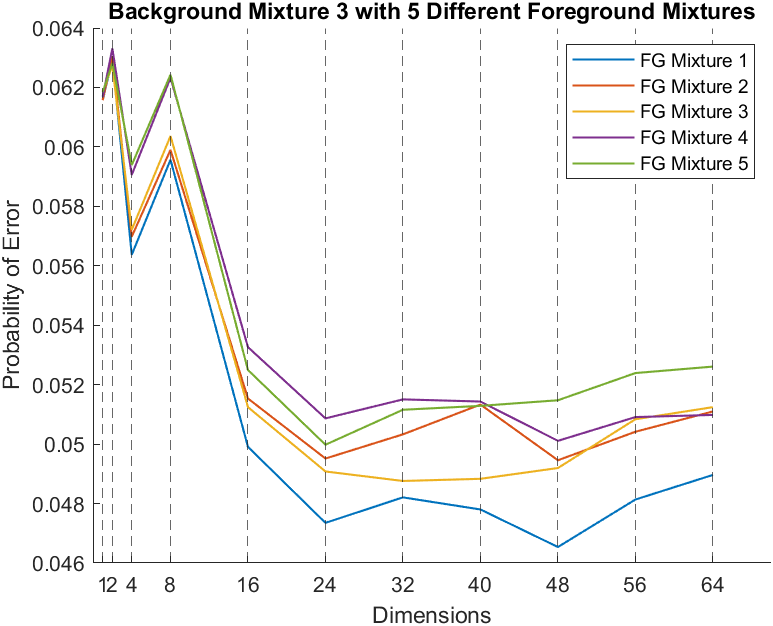 Background Mixture 3 with 5 Different Foreground Mixtures
FG Mixture 1
FG Mixture 2
FG Mixture 3
FG Mixture 4
FG Mixture 5
Probability of Error
0.064
0.062
0.06
0.058
0.056
0.054
0.052
0.05
0.048
0.046
1 2 4 8 16 24 32 40 48 56 64
Dimensions